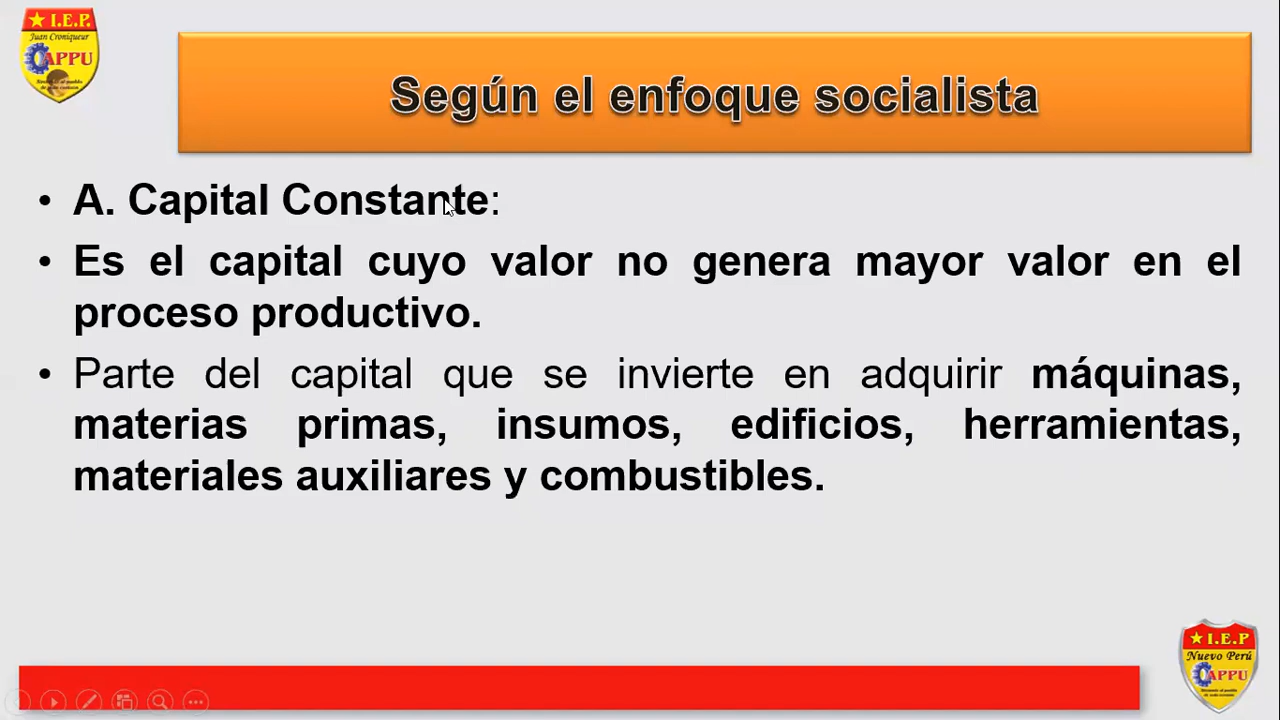 ★ I.E.P.
Juan Croniqueur
CAPPU
Según el enfoque socialista
• A. Capital Constante:
• Es el capital cuyo valor no genera mayor valor en el
proceso productivo.
• Parte del capital que se invierte en adquirir máquinas,
materias primas, insumos, edificios, herramientas,
materiales auxiliares y combustibles.
★ I.E.P
Nuevo Perú
CAPPU